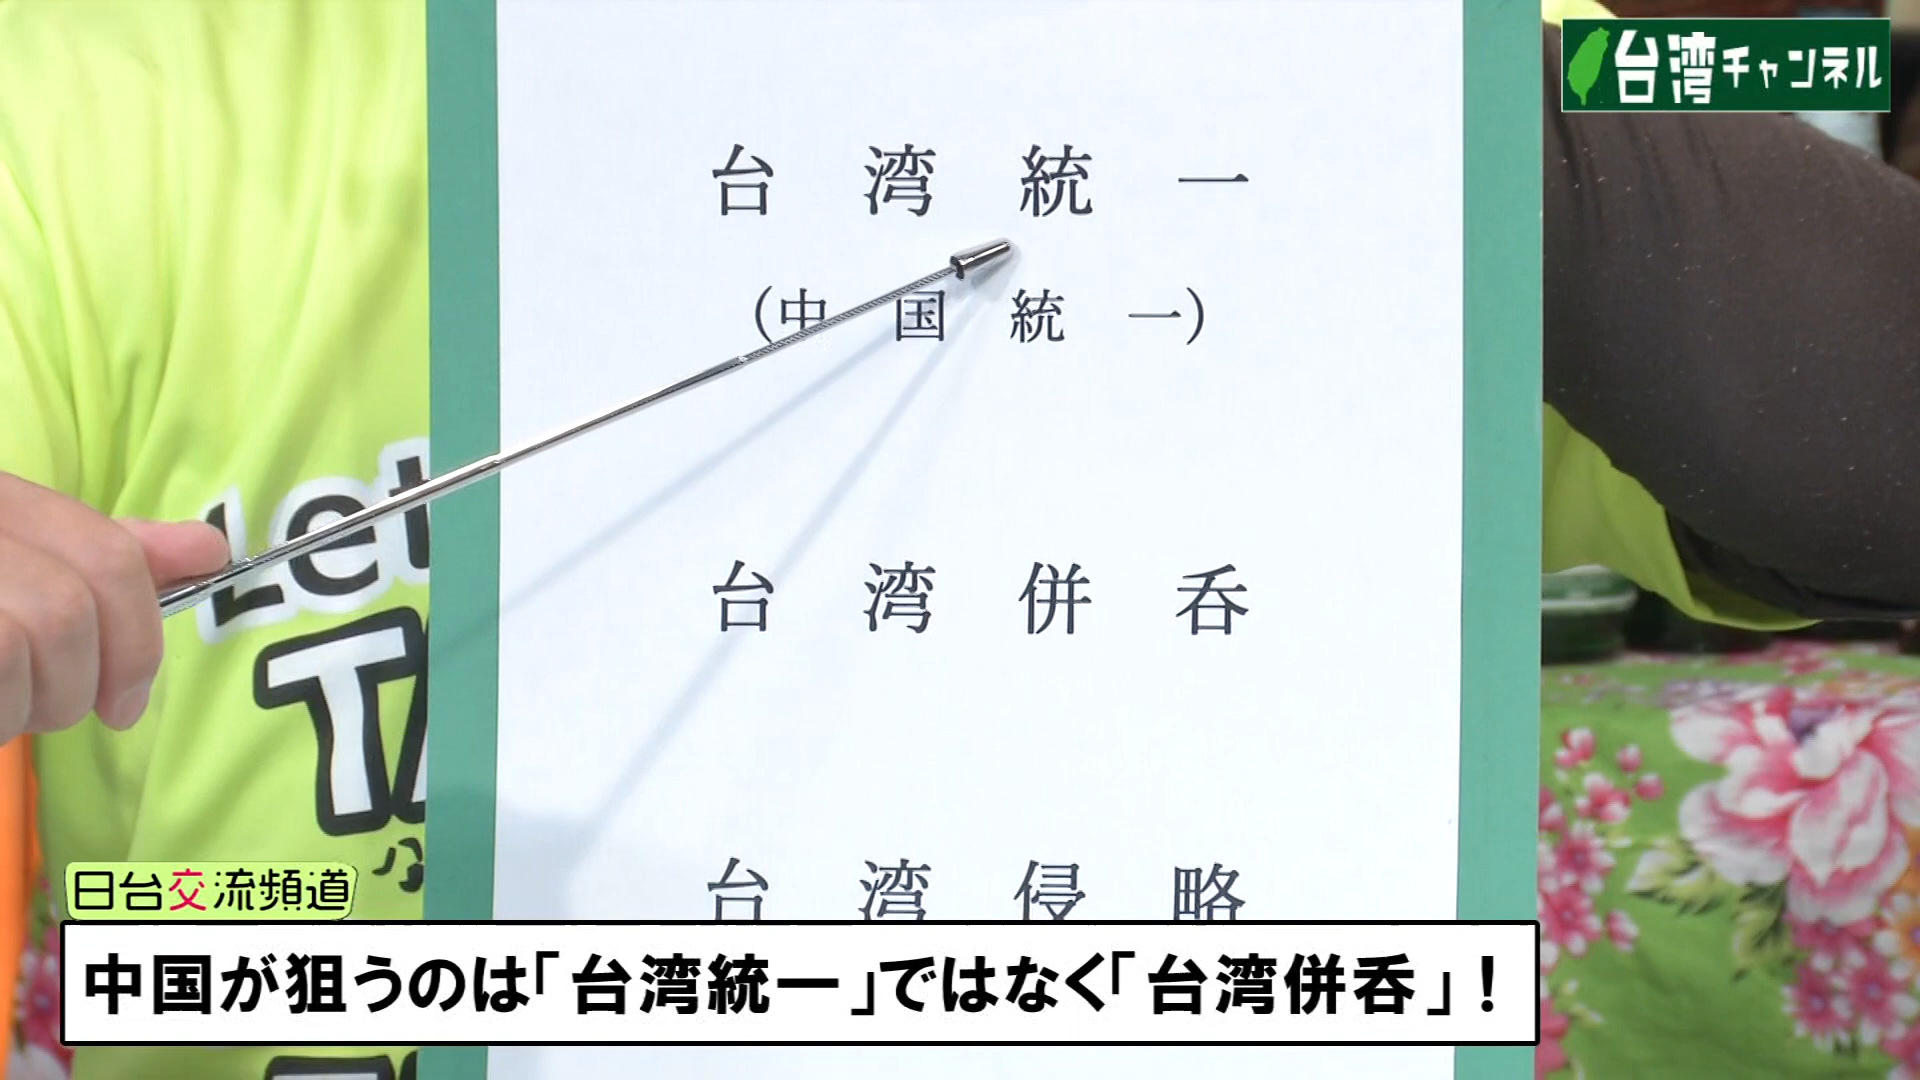 台湾チャンネル
台湾統一
（中国統一）
Let
台湾併呑
台湾侵略
日台交流頻道
中国が狙うのは「台湾統一」ではなく「台湾併呑」！